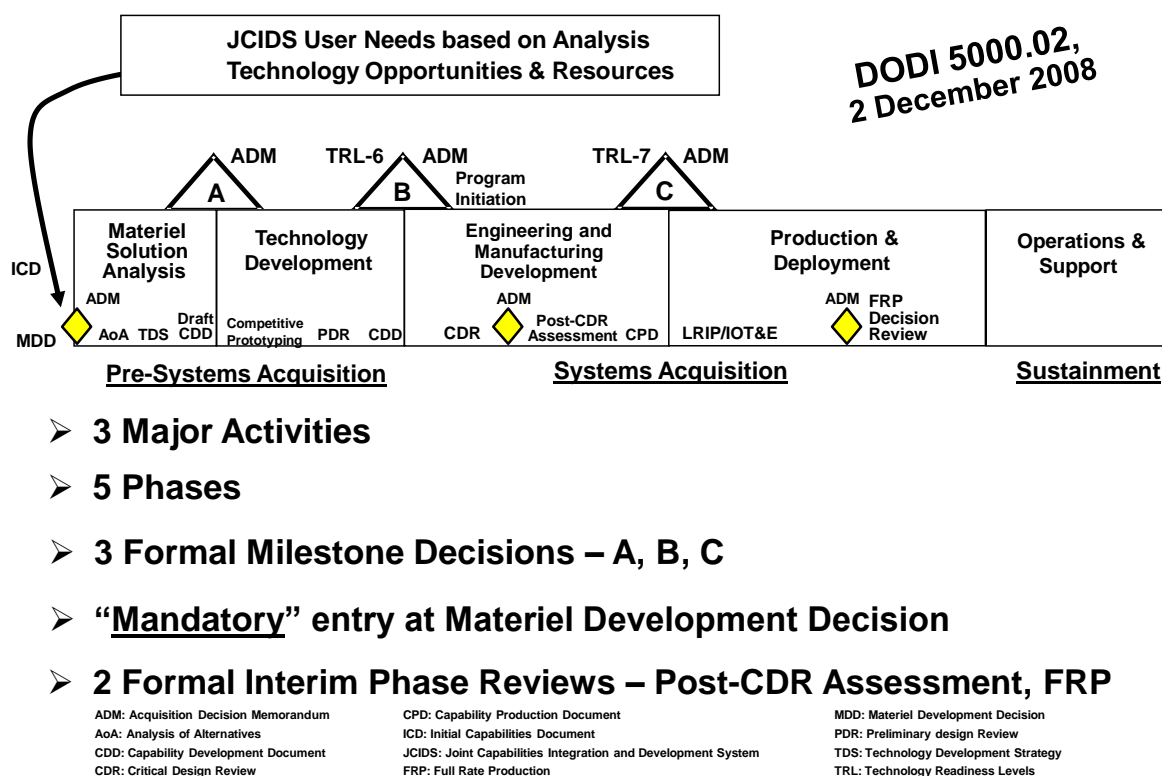 JCIDS User Needs based on Analysis
Technology Opportunities & Resources
DODI 5000.02,
2 December 2008
ADM
TRL-6
ADM
TRL-7
ADM
A
B
Program
Initiation
C
Materiel
Solution
Analysis
Technology
Development
Engineering and
Manufacturing
Development
Production &
Deployment
Operations &
Support
ICD
ADM
MDD
AoA
TDS
Draft
CDD
Competitive
Prototyping
PDR
CDD
CDR
ADM
Post-CDR
Assessment
CPD
LRIP/IOT&E
ADM
FRP
Decision
Review
Pre-Systems Acquisition
Systems Acquisition
Sustainment
➢ 3 Major Activities
➢ 5 Phases
➢ 3 Formal Milestone Decisions – A, B, C
➢ “Mandatory” entry at Materiel Development Decision
➢ 2 Formal Interim Phase Reviews – Post-CDR Assessment, FRP
ADM: Acquisition Decision Memorandum
AoA: Analysis of Alternatives
CDD: Capability Development Document
CDR: Critical Design Review
CPD: Capability Production Document
ICD: Initial Capabilities Document
JCIDS: Joint Capabilities Integration and Development System
FRP: Full Rate Production
MDD: Materiel Development Decision
PDR: Preliminary design Review
TDS: Technology Development Strategy
TRL: Technology Readiness Levels